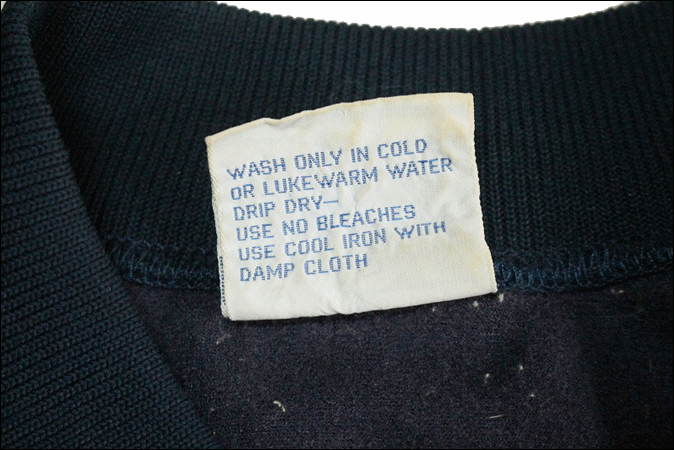 WASH ONLY IN COLD
OR LUKEWARM WATER
DRIP DRY—
USE NO BLEACHES
USE COOL IRON WITH
DAMP CLOTH